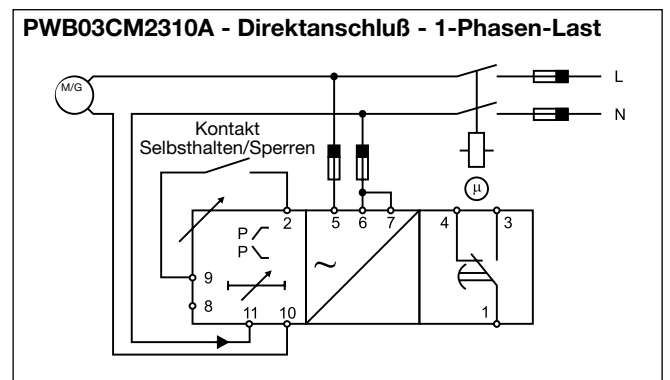 PWB03CM2310A - Direktanschluß - 1-Phasen-Last
M/G
L
N
Kontakt
Selbsthalten/Sperren
μ
2 5 6 7 4 3
P
P
~
9
8
11 10 1